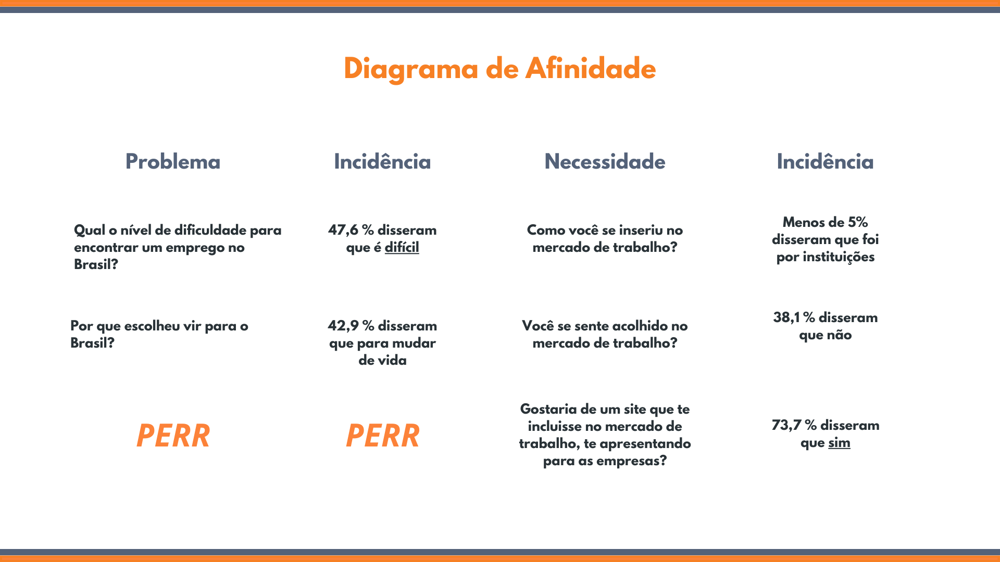 Diagrama de Afinidade
Problema
Incidência
Necessidade
Incidência
Qual o nível de dificuldade para
encontrar um emprego no
Brasil?
47,6 % disseram
que é difícil
Como você se inseriu no
mercado de trabalho?
Menos de 5%
disseram que foi
por instituições
Por que escolheu vir para o
Brasil?
42,9 % disseram
que para mudar
de vida
Você se sente acolhido no
mercado de trabalho?
38,1 % disseram
que não
PERR
PERR
Gostaria de um site que te
incluisse no mercado de
trabalho, te apresentando
para as empresas?
73,7 % disseram
que sim